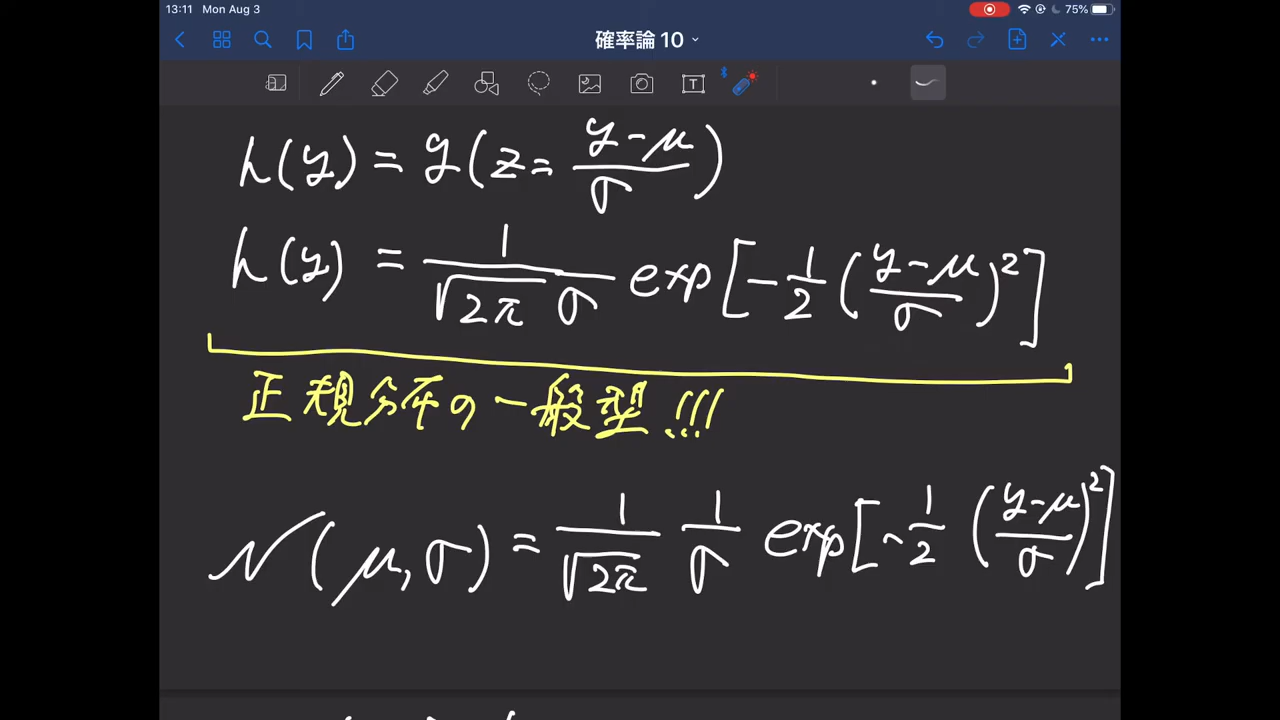 13:11 Mon Aug 3 75%
確率論 10
T
h(y) = g(z = (y-μ)/σ)
h(y) = 1/(√2π σ) exp[-1/2 ((y-μ)/σ)²]
正規分布の一般型!!!
N(μ,σ) = 1/√2π 1/σ exp[-1/2 ((y-μ)/σ)²]